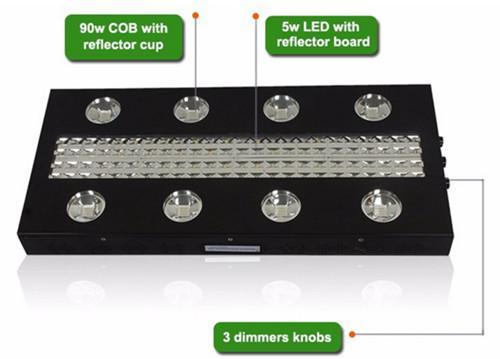 90w COB with
reflector cup
5w LED with
reflector board
3 dimmers knobs